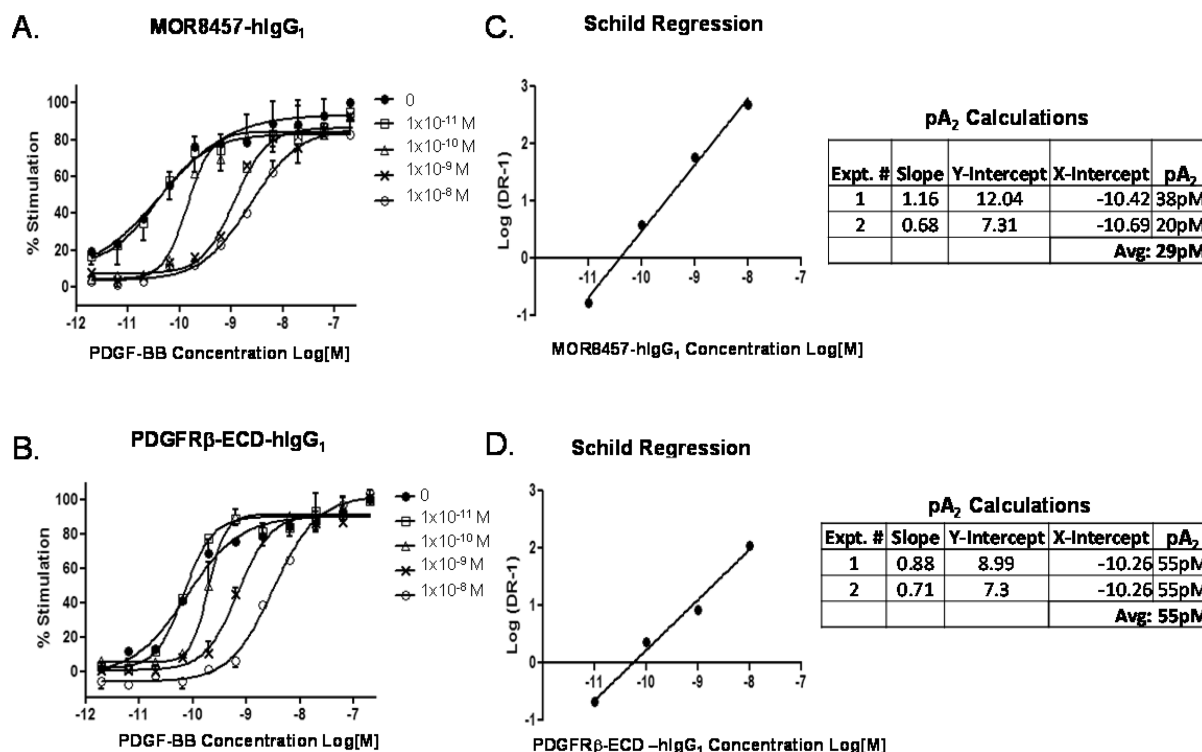 A.
MOR8457-hIgG₁
% Stimulation
100
80
60
40
20
0
-12 -11 -10 -9 -8 -7
PDGF-BB Concentration Log[M]
0
1x10⁻¹¹ M
1x10⁻¹⁰ M
1x10⁻⁹ M
1x10⁻⁸ M
C.
Schild Regression
Log (DR-1)
3
2
1
0
-1
-11 -10 -9 -8 -7
MOR8457-hIgG₁ Concentration Log[M]
pA₂ Calculations
Expt. # Slope Y-Intercept X-Intercept pA₂
1 1.16 12.04 -10.42 38pM
2 0.68 7.31 -10.69 20pM
Avg: 29pM
B.
PDGFRβ-ECD-hIgG₁
% Stimulation
100
80
60
40
20
0
-12 -11 -10 -9 -8 -7
PDGF-BB Concentration Log[M]
0
1x10⁻¹¹ M
1x10⁻¹⁰ M
1x10⁻⁹ M
1x10⁻⁸ M
D.
Schild Regression
Log (DR-1)
3
2
1
0
-1
-11 -10 -9 -8 -7
PDGFRβ-ECD –hIgG₁ Concentration Log[M]
pA₂ Calculations
Expt. # Slope Y-Intercept X-Intercept pA₂
1 0.88 8.99 -10.26 55pM
2 0.71 7.3 -10.26 55pM
Avg: 55pM